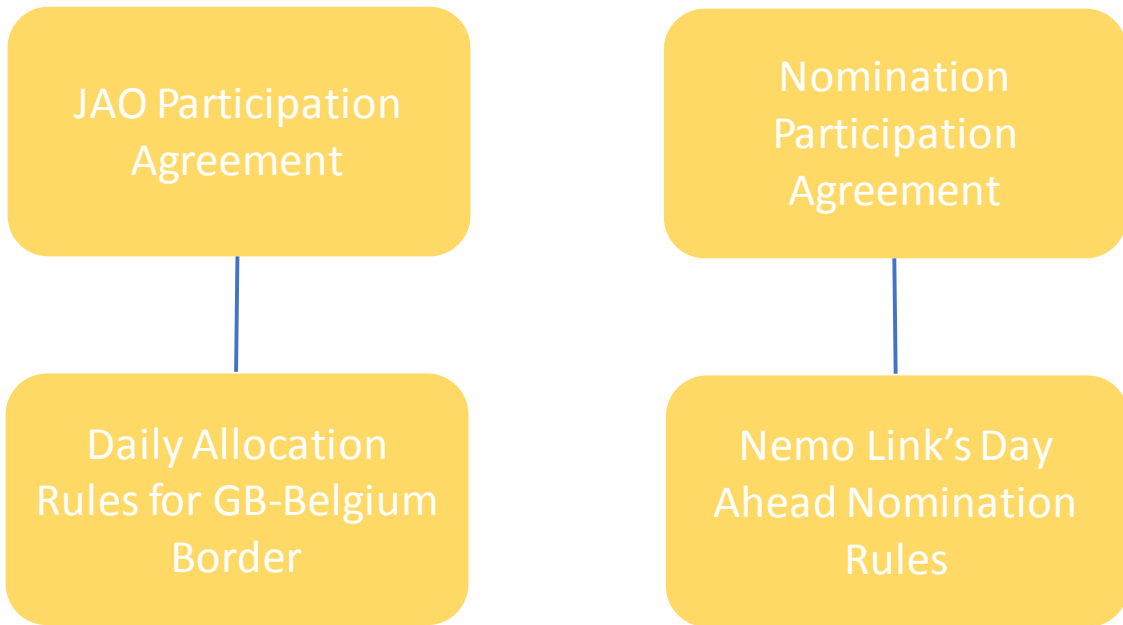 JAO Participation
Agreement
Nomination
Participation
Agreement
Daily Allocation
Rules for GB-Belgium
Border
Nemo Link’s Day
Ahead Nomination
Rules